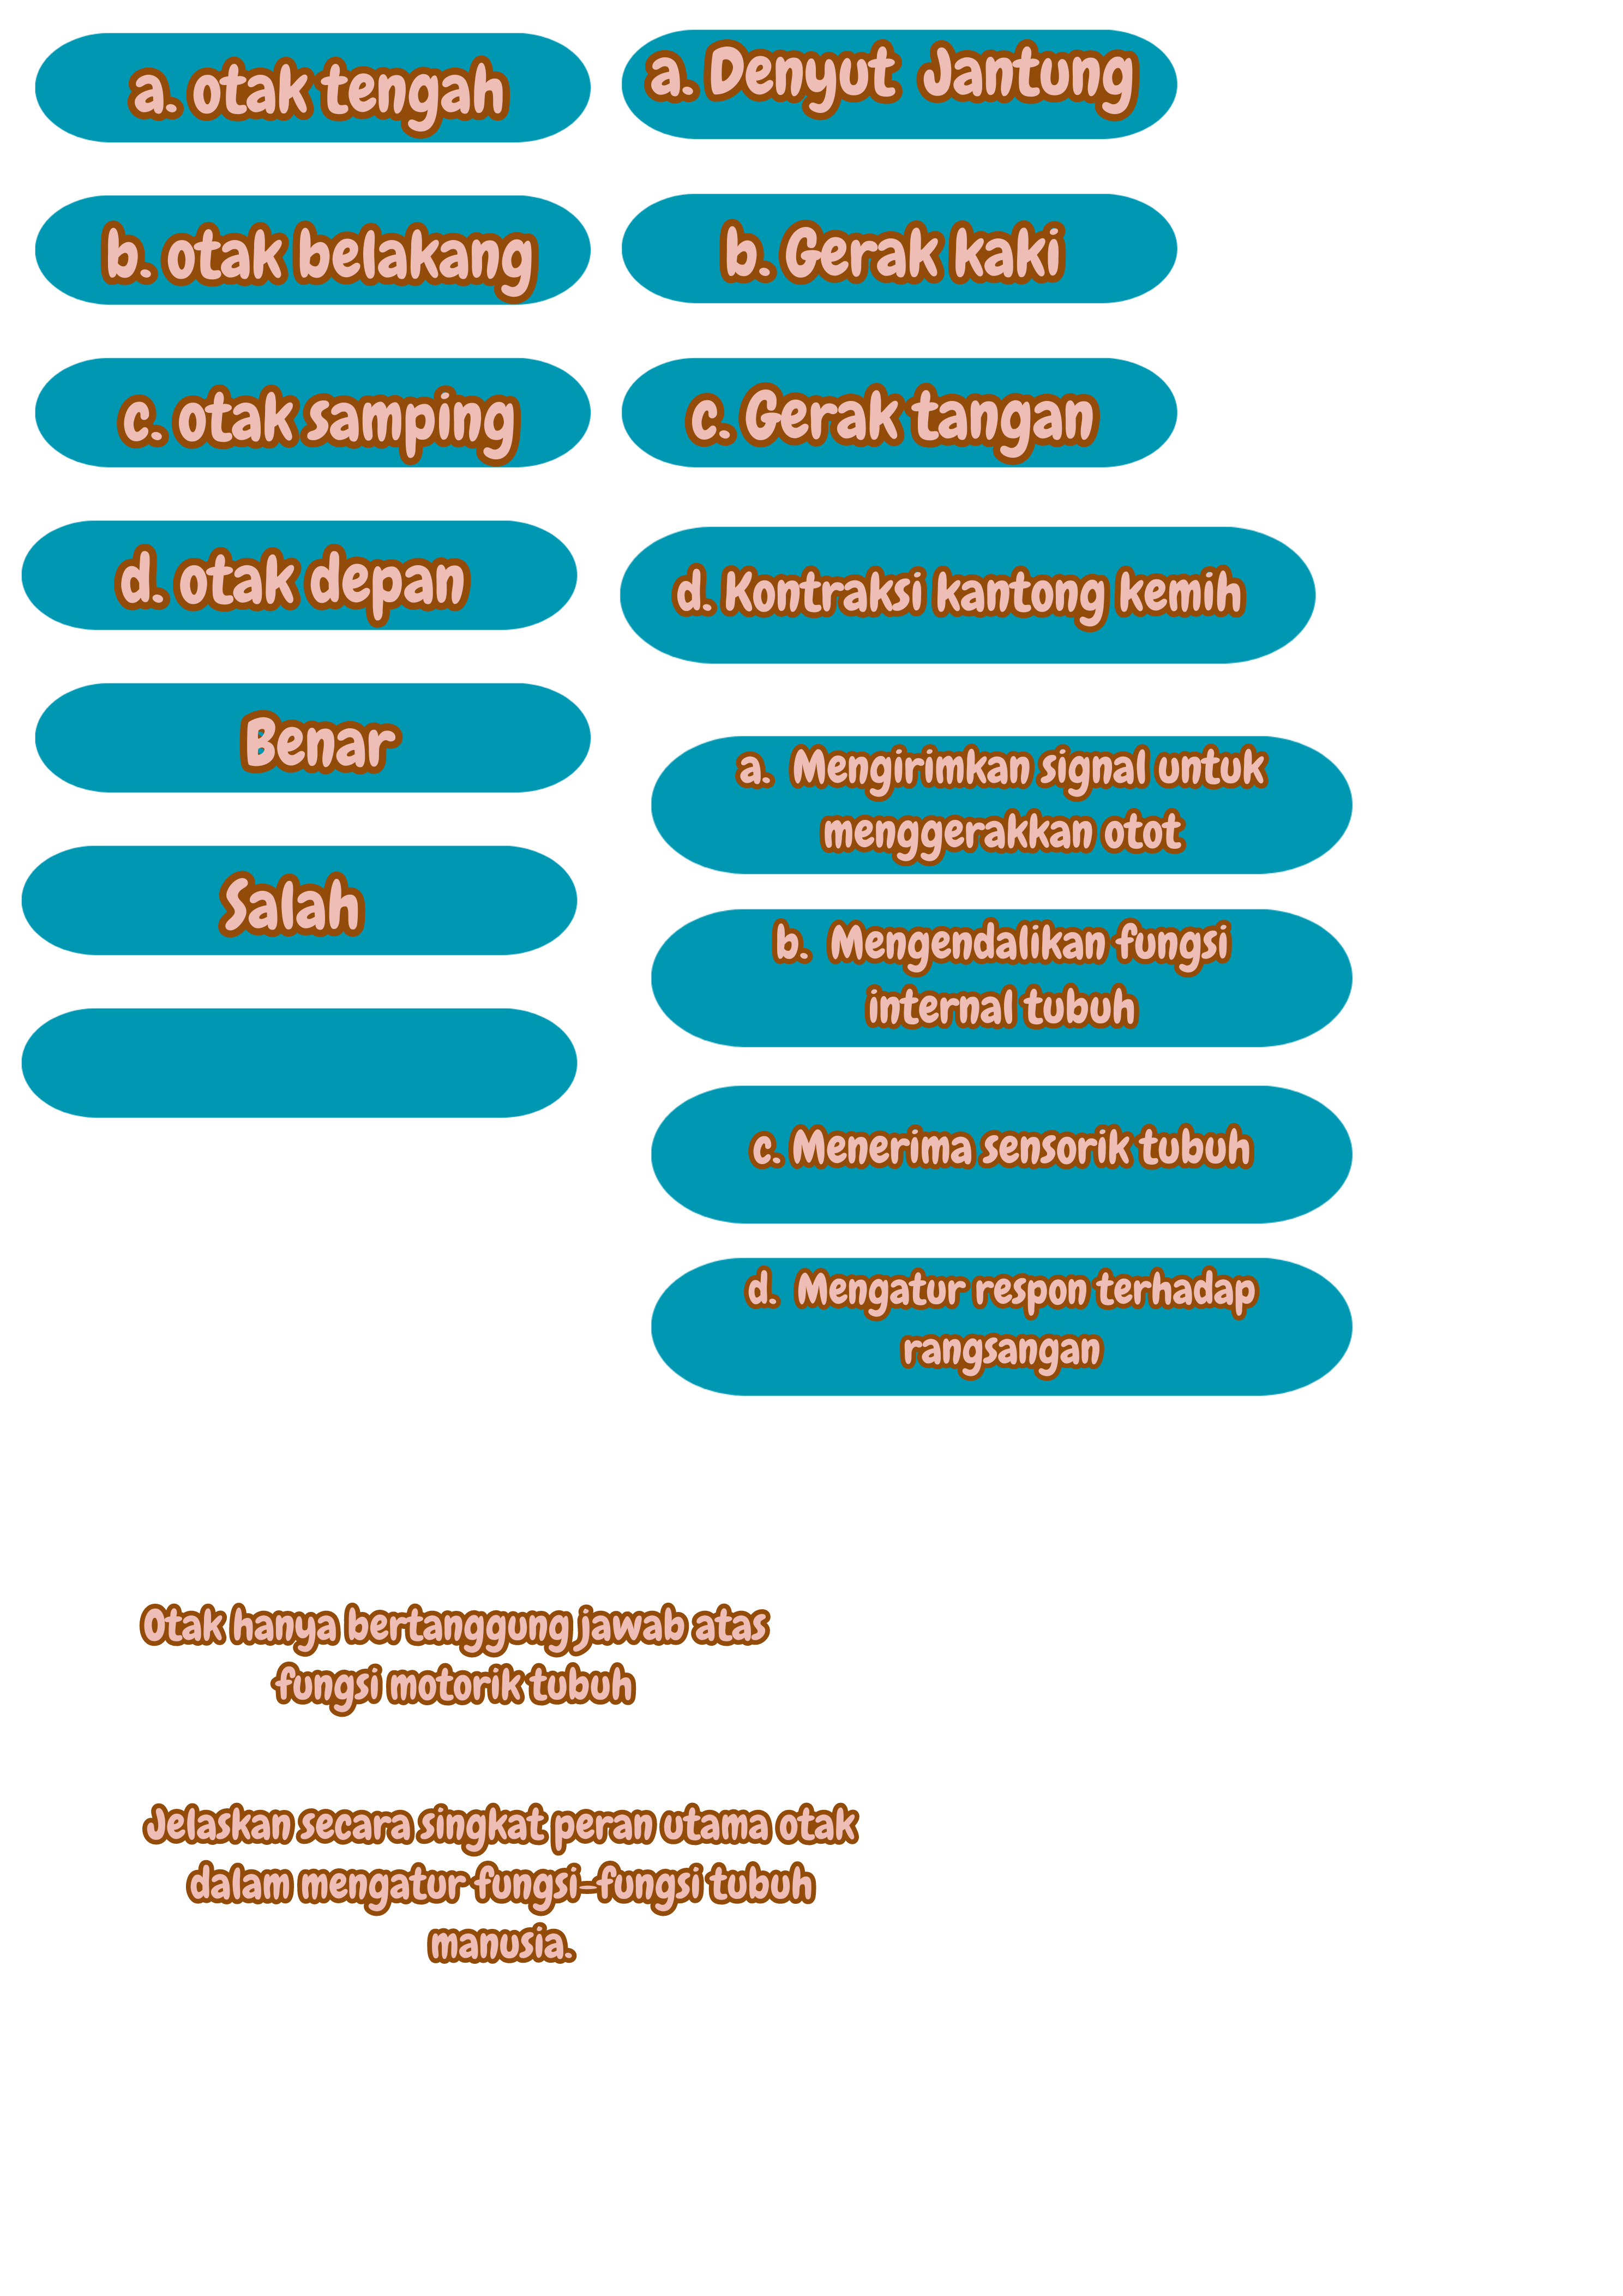 a. otak tengah
b. otak belakang
c. otak samping
d. otak depan
Benar
Salah
a. Denyut Jantung
b. Gerak kaki
c. Gerak tangan
d. Kontraksi kantong kemih
a. Mengirimkan signal untuk
menggerakkan otot
b. Mengendalikan fungsi
internal tubuh
c. Menerima sensorik tubuh
d. Mengatur respon terhadap
rangsangan
Otak hanya bertanggung jawab atas
fungsi motorik tubuh
Jelaskan secara singkat peran utama otak
dalam mengatur fungsi-fungsi tubuh
manusia.